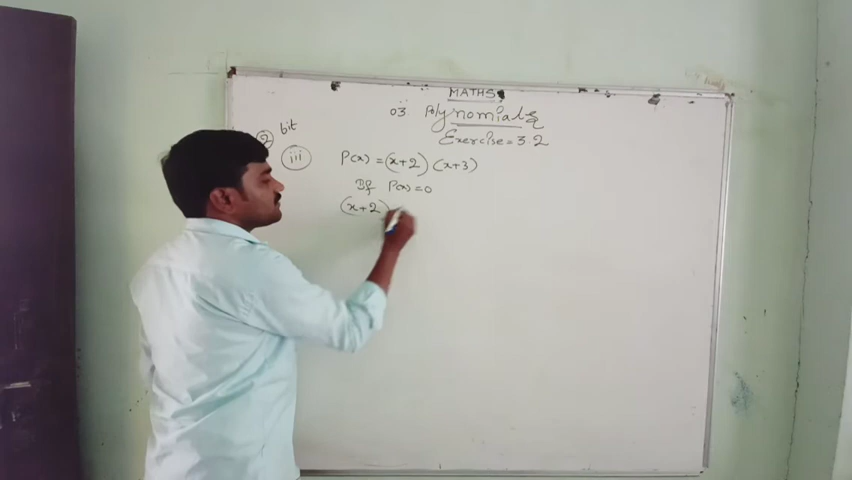 MATHS
03 Polynomials
Exercise = 3.2
2 bit
iii P(x) = (x+2) (x+3)
If P(x) = 0
(x+2)